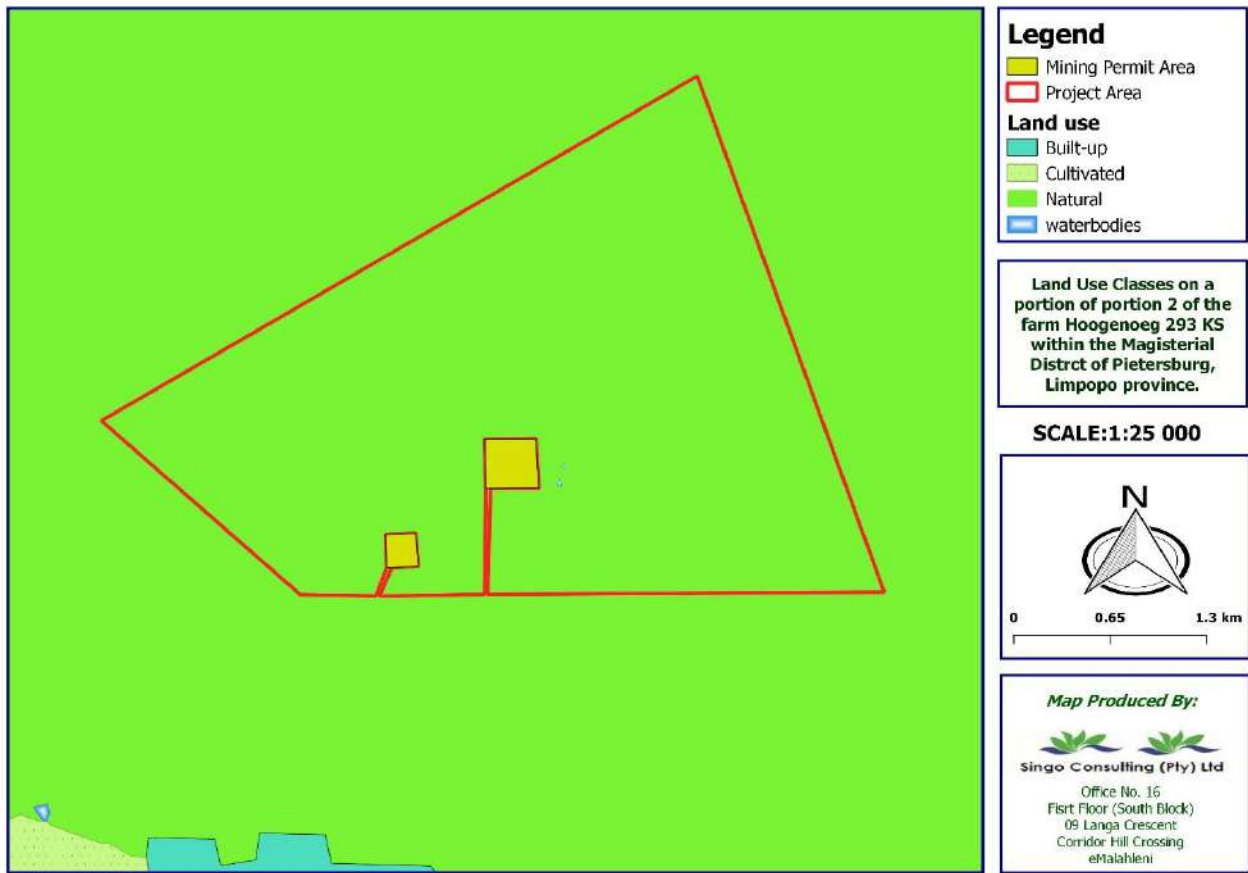 Legend
Mining Permit Area
Project Area
Land use
Built-up
Cultivated
Natural
waterbodies
Land Use Classes on a
portion of portion 2 of the
farm Hoogenoeg 293 KS
within the Magisterial
Distrct of Pietersburg,
Limpopo province.
SCALE:1:25 000
N
0 0.65 1.3 km
Map Produced By:
Singo Consulting (Pty) Ltd
Office No. 16
Fisrt Floor (South Block)
09 Langa Crescent
Corridor Hill Crossing
eMalahleni